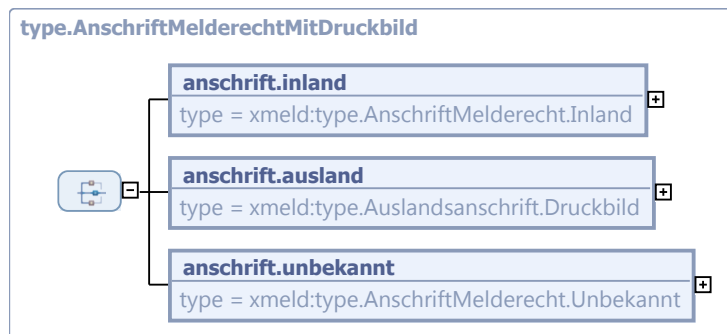 type.AnschriftMelderechtMitDruckbild
anschrift.inland
type = xmeld:type.AnschriftMelderecht.Inland
anschrift.ausland
type = xmeld:type.Auslandsanschrift.Druckbild
anschrift.unbekannt
type = xmeld:type.AnschriftMelderecht.Unbekannt